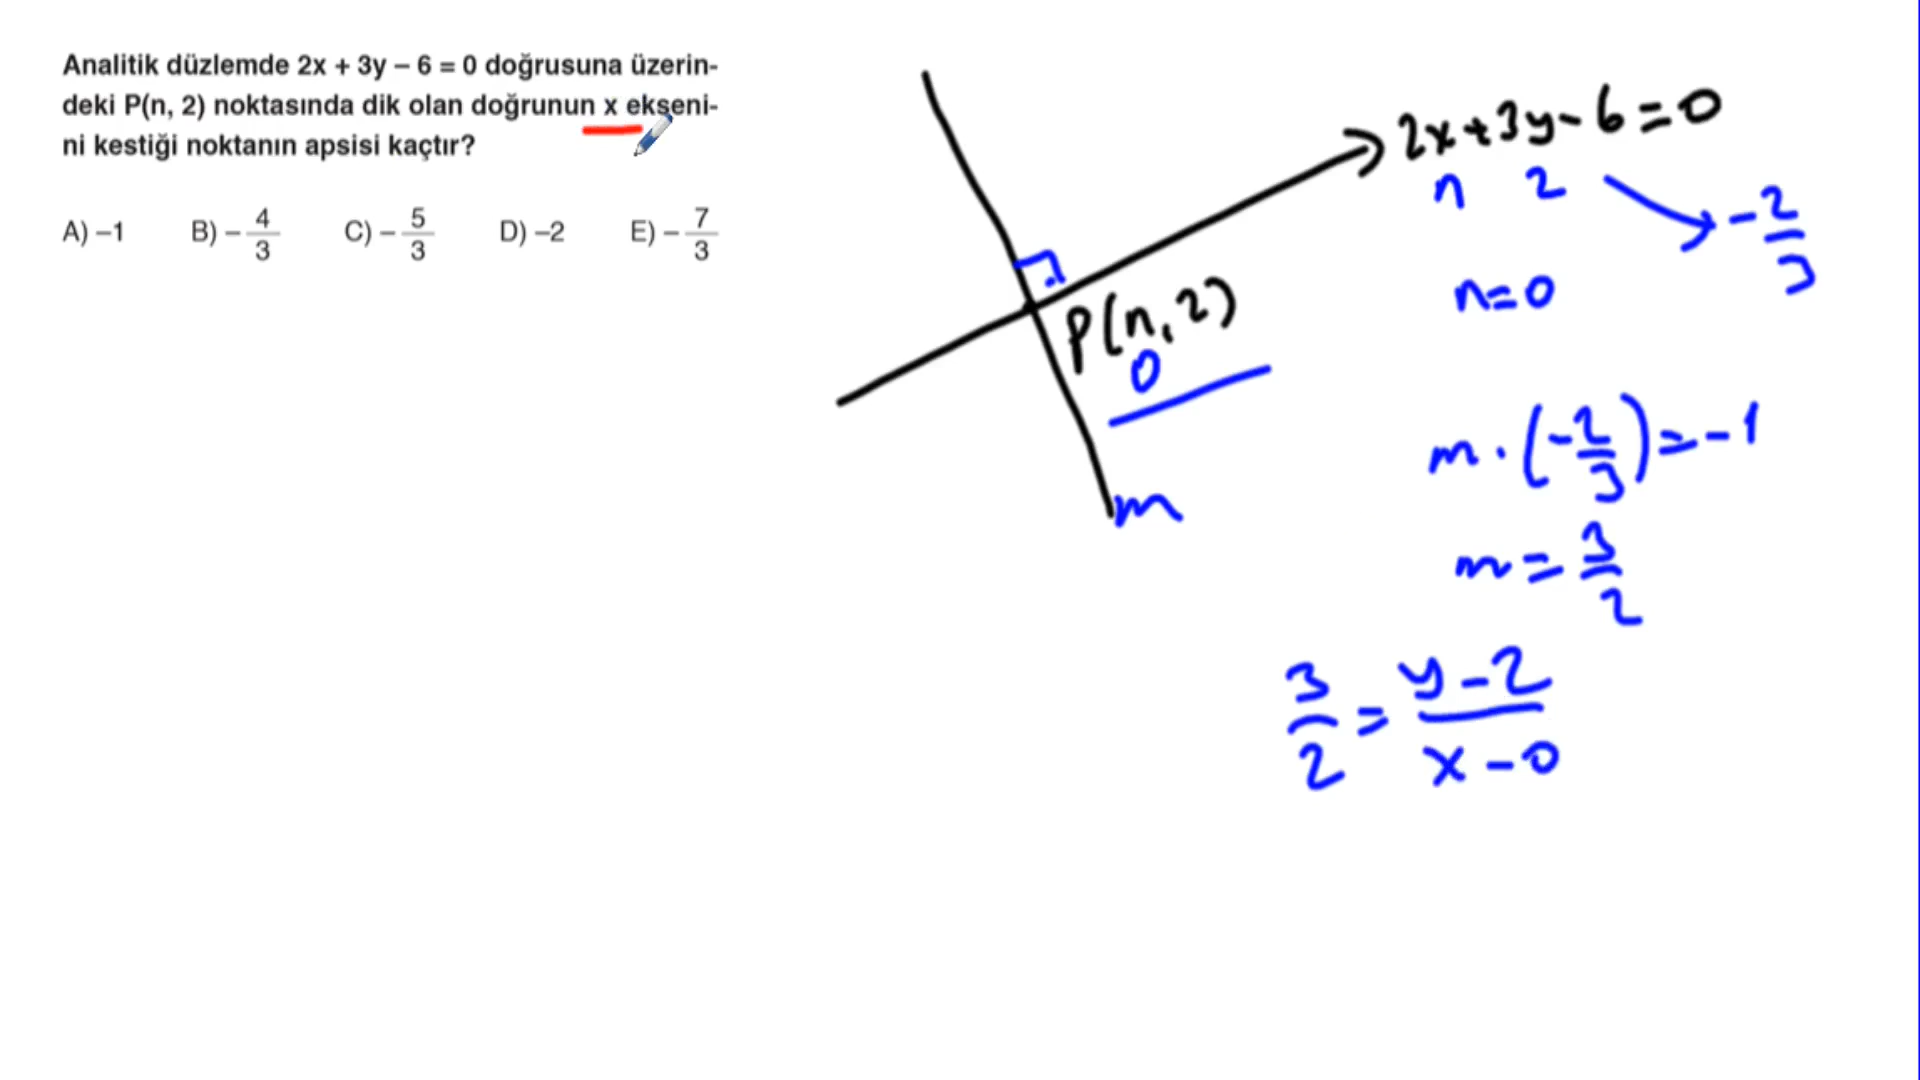 Analitik düzlemde 2x + 3y – 6 = 0 doğrusuna üzerin-
deki P(n, 2) noktasında dik olan doğrunun x ekseni-
ni kestiği noktanın apsisi kaçtır?
A) –1 B) – 4/3 C) – 5/3 D) –2 E) – 7/3
2x+3y-6=0
n 2
-2/3
n=0
P(n,2)
0
m
m·(-2/3)=-1
m=3/2
3/2=y-2/x-0